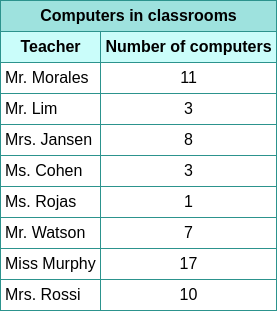 Computers in classrooms
Teacher Number of computers
Mr. Morales 11
Mr. Lim 3
Mrs. Jansen 8
Ms. Cohen 3
Ms. Rojas 1
Mr. Watson 7
Miss Murphy 17
Mrs. Rossi 10